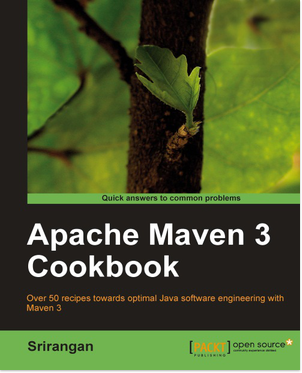 Quick answers to common problems
Apache Maven 3
Cookbook
Over 50 recipes towards optimal Java software engineering with
Maven 3
Srirangan
[PACKT] open source*
PUBLISHING